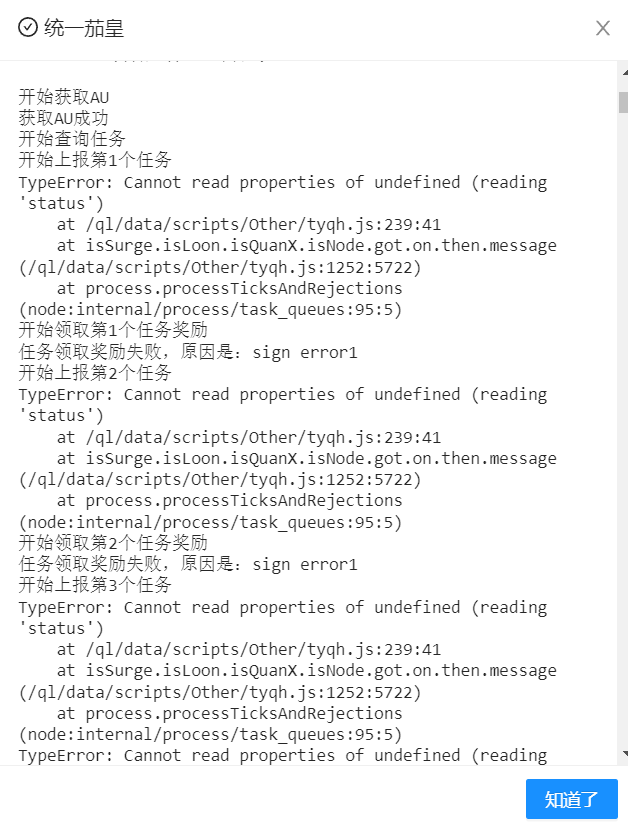 统一茄皇
开始获取AU
获取AU成功
开始查询任务
开始上报第1个任务
TypeError: Cannot read properties of undefined (reading
'status')
at /ql/data/scripts/Other/tyqh.js:239:41
at isSurge.isLoon.isQuanX.isNode.got.on.then.message
(/ql/data/scripts/Other/tyqh.js:1252:5722)
at process.processTicksAndRejections
(node:internal/process/task_queues:95:5)
开始领取第1个任务奖励
任务领取奖励失败，原因是：sign error1
开始上报第2个任务
TypeError: Cannot read properties of undefined (reading
'status')
at /ql/data/scripts/Other/tyqh.js:239:41
at isSurge.isLoon.isQuanX.isNode.got.on.then.message
(/ql/data/scripts/Other/tyqh.js:1252:5722)
at process.processTicksAndRejections
(node:internal/process/task_queues:95:5)
开始领取第2个任务奖励
任务领取奖励失败，原因是：sign error1
开始上报第3个任务
TypeError: Cannot read properties of undefined (reading
'status')
at /ql/data/scripts/Other/tyqh.js:239:41
at isSurge.isLoon.isQuanX.isNode.got.on.then.message
(/ql/data/scripts/Other/tyqh.js:1252:5722)
at process.processTicksAndRejections
(node:internal/process/task_queues:95:5)
TypeError: Cannot read properties of undefined (reading
知道了